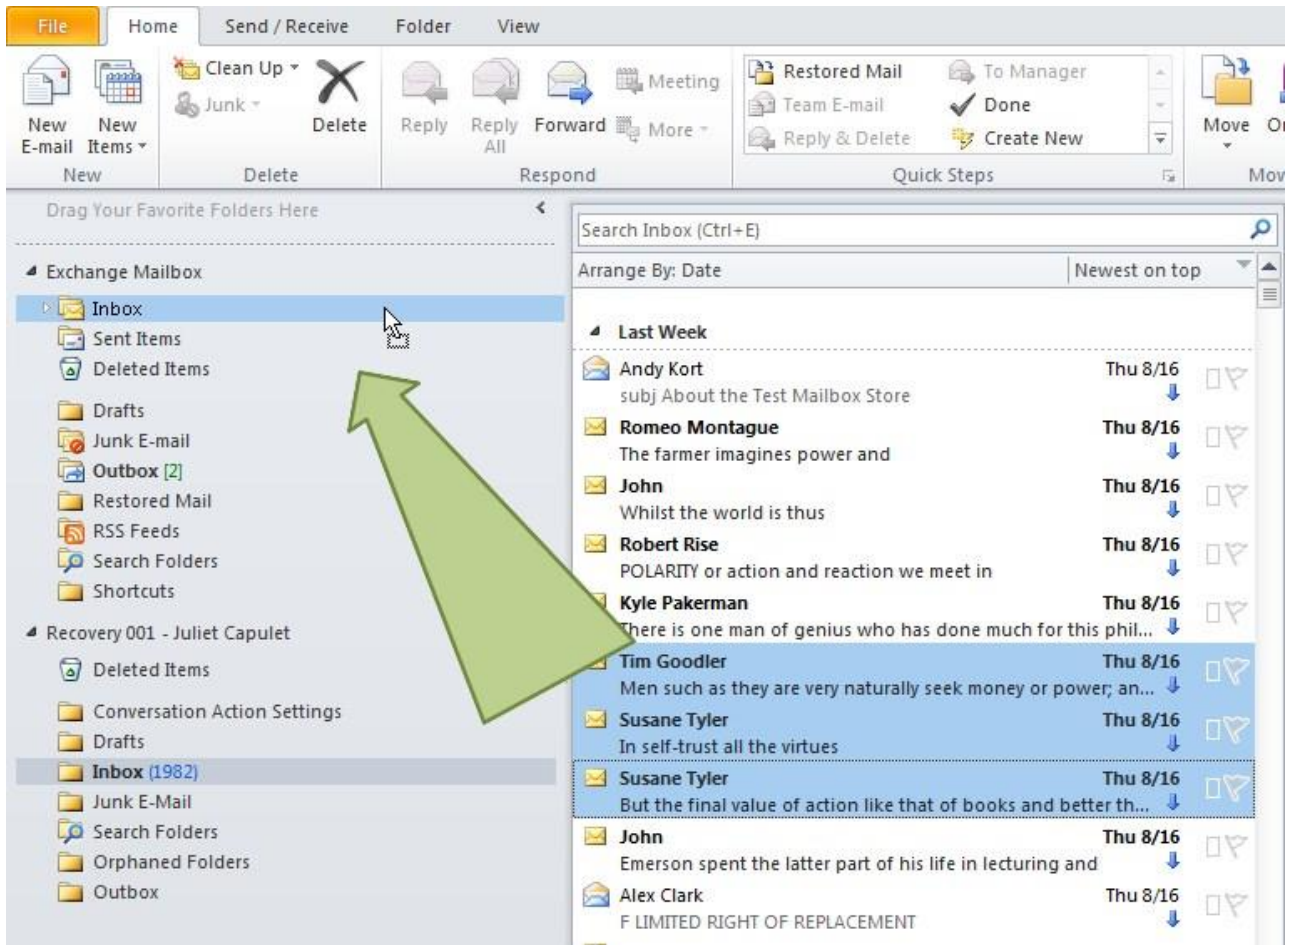 File Home Send / Receive Folder View
New E-mail
New Items
Clean Up
Junk
Delete
Reply
Reply All
Forward
Meeting
More
Restored Mail
To Manager
Team E-mail
Done
Reply & Delete
Create New
Move
New Delete Respond Quick Steps
Drag Your Favorite Folders Here
Exchange Mailbox
Inbox
Sent Items
Deleted Items
Drafts
Junk E-mail
Outbox [2]
Restored Mail
RSS Feeds
Search Folders
Shortcuts
Recovery 001 - Juliet Capulet
Deleted Items
Conversation Action Settings
Drafts
Inbox (1982)
Junk E-Mail
Search Folders
Orphaned Folders
Outbox
Search Inbox (Ctrl+E)
Arrange By: Date Newest on top
Last Week
Andy Kort Thu 8/16
subj About the Test Mailbox Store
Romeo Montague Thu 8/16
The farmer imagines power and
John Thu 8/16
Whilst the world is thus
Robert Rise Thu 8/16
POLARITY or action and reaction we meet in
Kyle Pakerman Thu 8/16
There is one man of genius who has done much for this phil...
Tim Goodler Thu 8/16
Men such as they are very naturally seek money or power; an...
Susane Tyler Thu 8/16
In self-trust all the virtues
Susane Tyler Thu 8/16
But the final value of action like that of books and better th...
John Thu 8/16
Emerson spent the latter part of his life in lecturing and
Alex Clark Thu 8/16
F LIMITED RIGHT OF REPLACEMENT